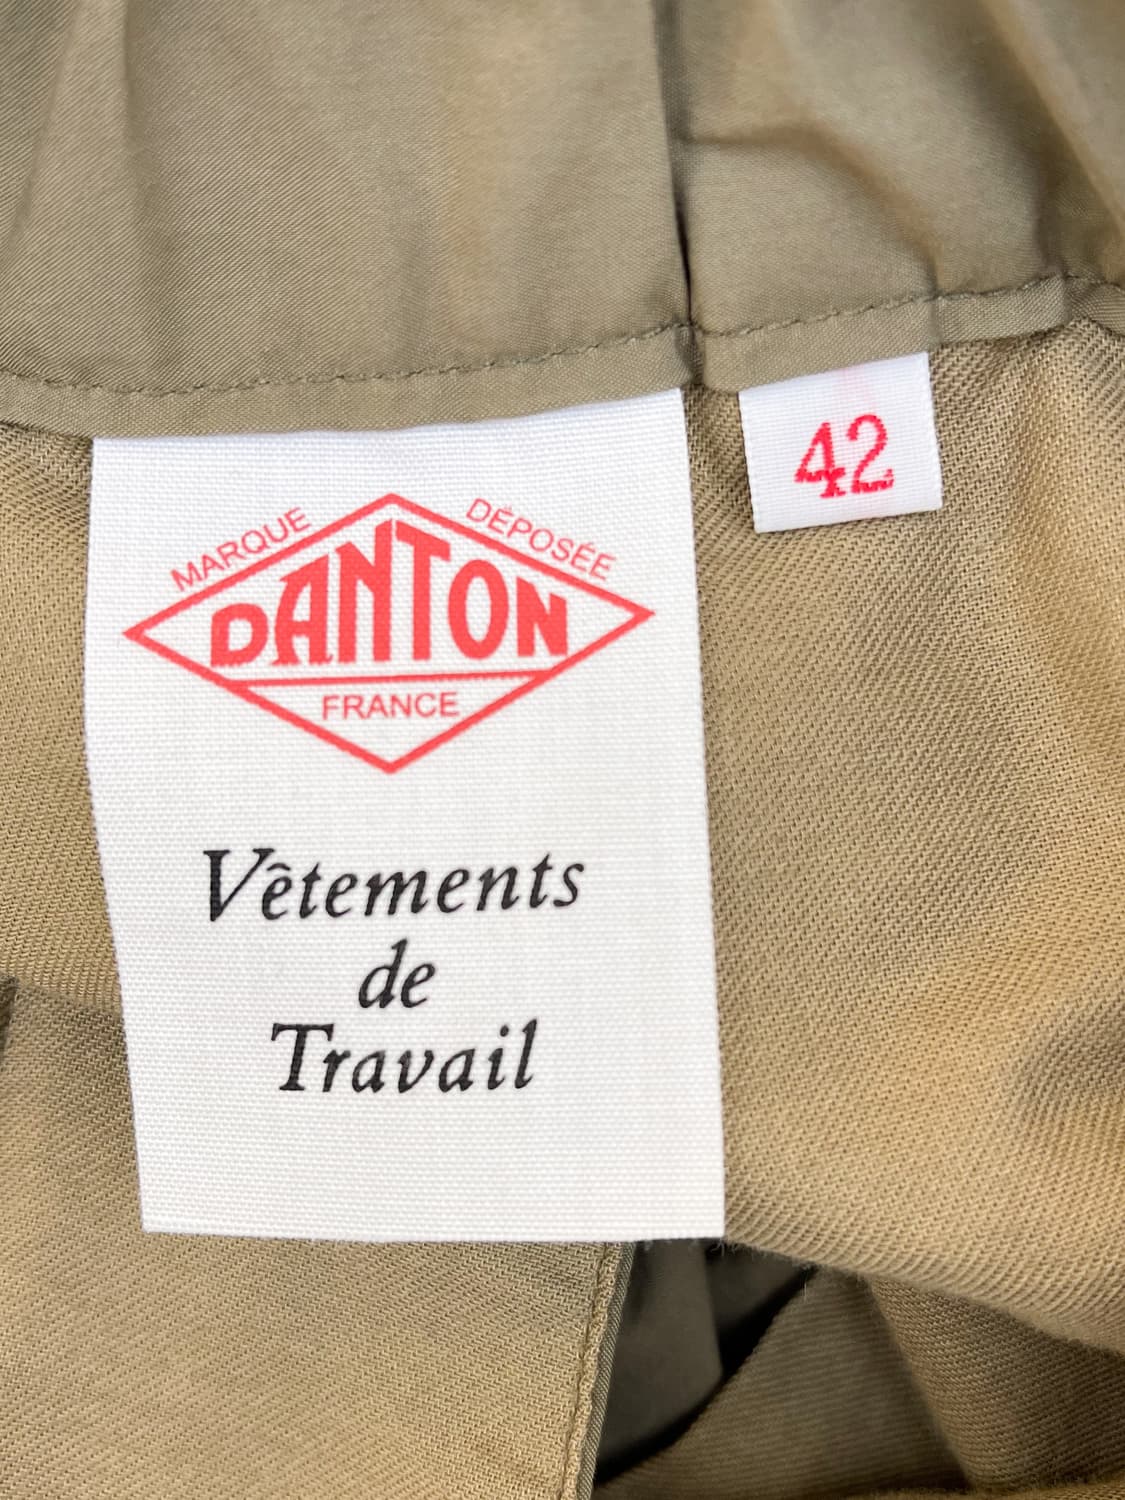 MARQUE DÉPOSÉE
DANTON
FRANCE
Vêtements
de
Travail
42